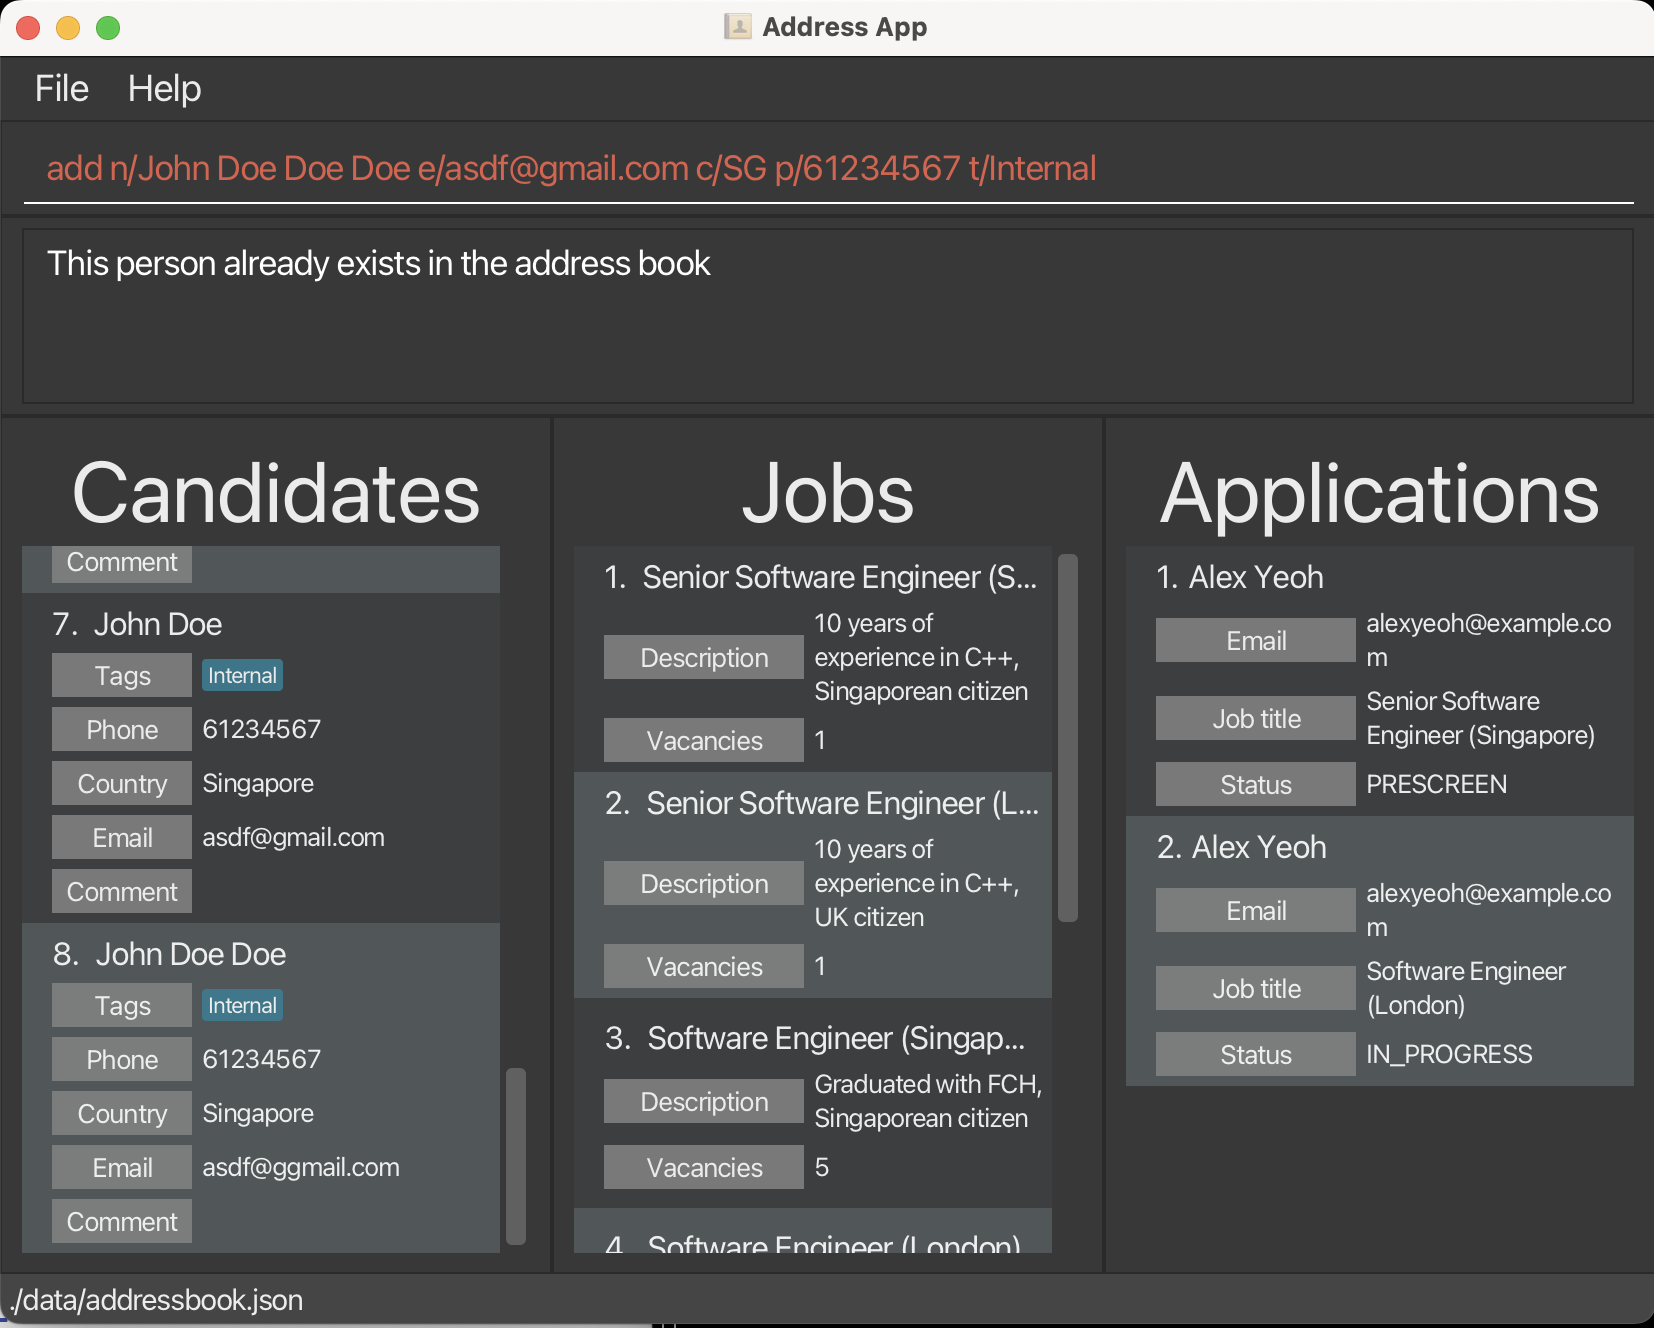 Address App
File Help
add n/John Doe Doe Doe e/asdf@gmail.com c/SG p/61234567 t/Internal
This person already exists in the address book
Candidates
Comment
7. John Doe
Tags Internal
Phone 61234567
Country Singapore
Email asdf@gmail.com
Comment
8. John Doe Doe
Tags Internal
Phone 61234567
Country Singapore
Email asdf@ggmail.com
Comment
Jobs
1. Senior Software Engineer (S...
Description 10 years of
experience in C++,
Singaporean citizen
Vacancies 1
2. Senior Software Engineer (L...
Description 10 years of
experience in C++,
UK citizen
Vacancies 1
3. Software Engineer (Singap...
Description Graduated with FCH,
Singaporean citizen
Vacancies 5
4. Software Engineer (London)
Applications
1. Alex Yeoh
Email alexyeoh@example.co
m
Job title Senior Software
Engineer (Singapore)
Status PRESCREEN
2. Alex Yeoh
Email alexyeoh@example.co
m
Job title Software Engineer
(London)
Status IN_PROGRESS
./data/addressbook.json